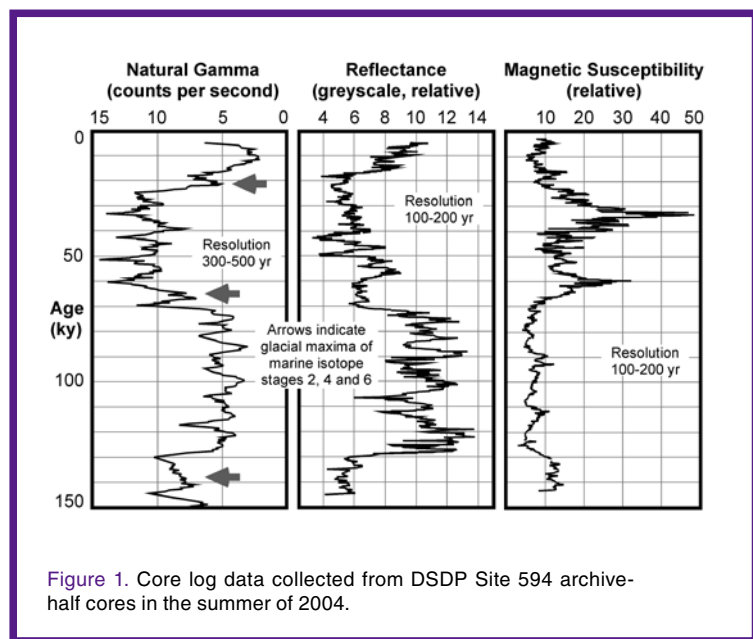 Natural Gamma
(counts per second)
Reflectance
(greyscale, relative)
Magnetic Susceptibility
(relative)
15 10 5 0
4 6 8 10 12 14
10 20 30 40 50
0
50
Age
(ky)
100
150
Resolution
300-500 yr
Arrows indicate
glacial maxima of
marine isotope
stages 2, 4 and 6
Resolution
100-200 yr
Resolution
100-200 yr
Figure 1. Core log data collected from DSDP Site 594 archive-
half cores in the summer of 2004.